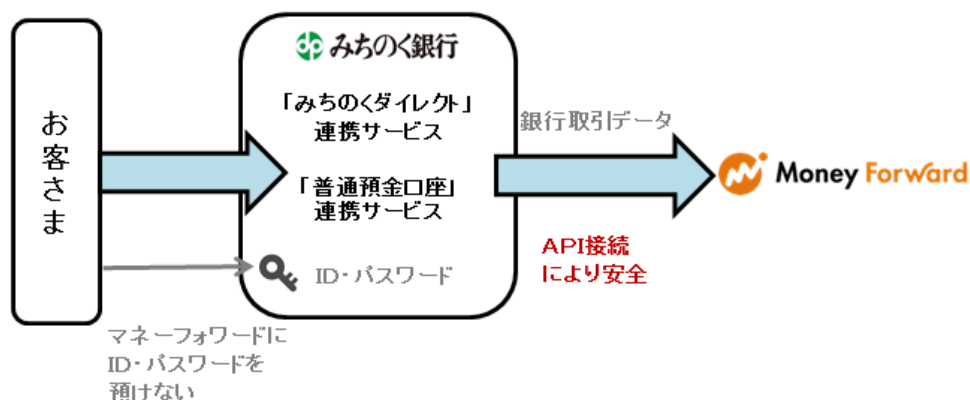 お客さま
みちのく銀行
「みちのくダイレクト」
連携サービス
「普通預金口座」
連携サービス
ID・パスワード
銀行取引データ
API接続
により安全
Money Forward
マネーフォワードに
ID・パスワードを
預けない